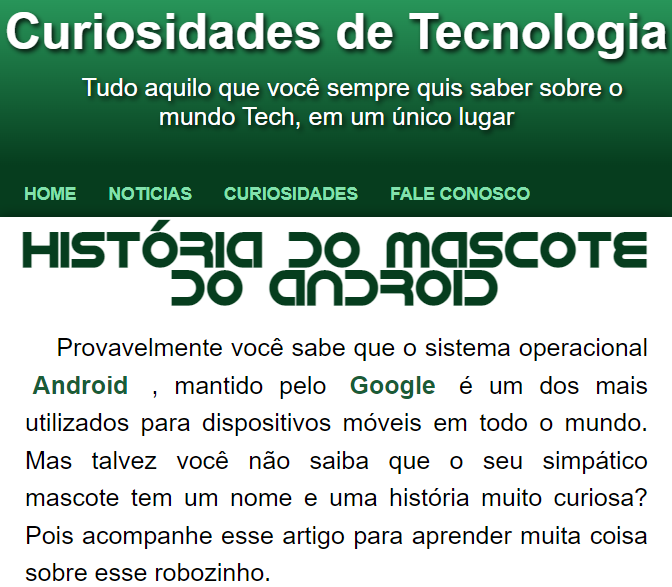 Curiosidades de Tecnologia
Tudo aquilo que você sempre quis saber sobre o
mundo Tech, em um único lugar
HOME NOTICIAS CURIOSIDADES FALE CONOSCO
HISTÓRIA DO MASCOTE
DO ANDROID
Provavelmente você sabe que o sistema operacional
Android , mantido pelo Google é um dos mais
utilizados para dispositivos móveis em todo o mundo.
Mas talvez você não saiba que o seu simpático
mascote tem um nome e uma história muito curiosa?
Pois acompanhe esse artigo para aprender muita coisa
sobre esse robozinho.